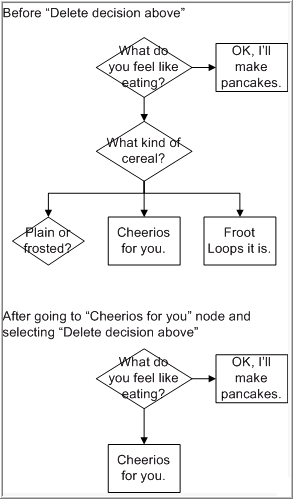 Before “Delete decision above”
What do
you feel like
eating?
OK, I’ll
make
pancakes.
What kind of
cereal?
Plain or
frosted?
Cheerios
for you.
Froot
Loops it is.
After going to “Cheerios for you” node and
selecting “Delete decision above”
What do
you feel like
eating?
OK, I’ll
make
pancakes.
Cheerios
for you.